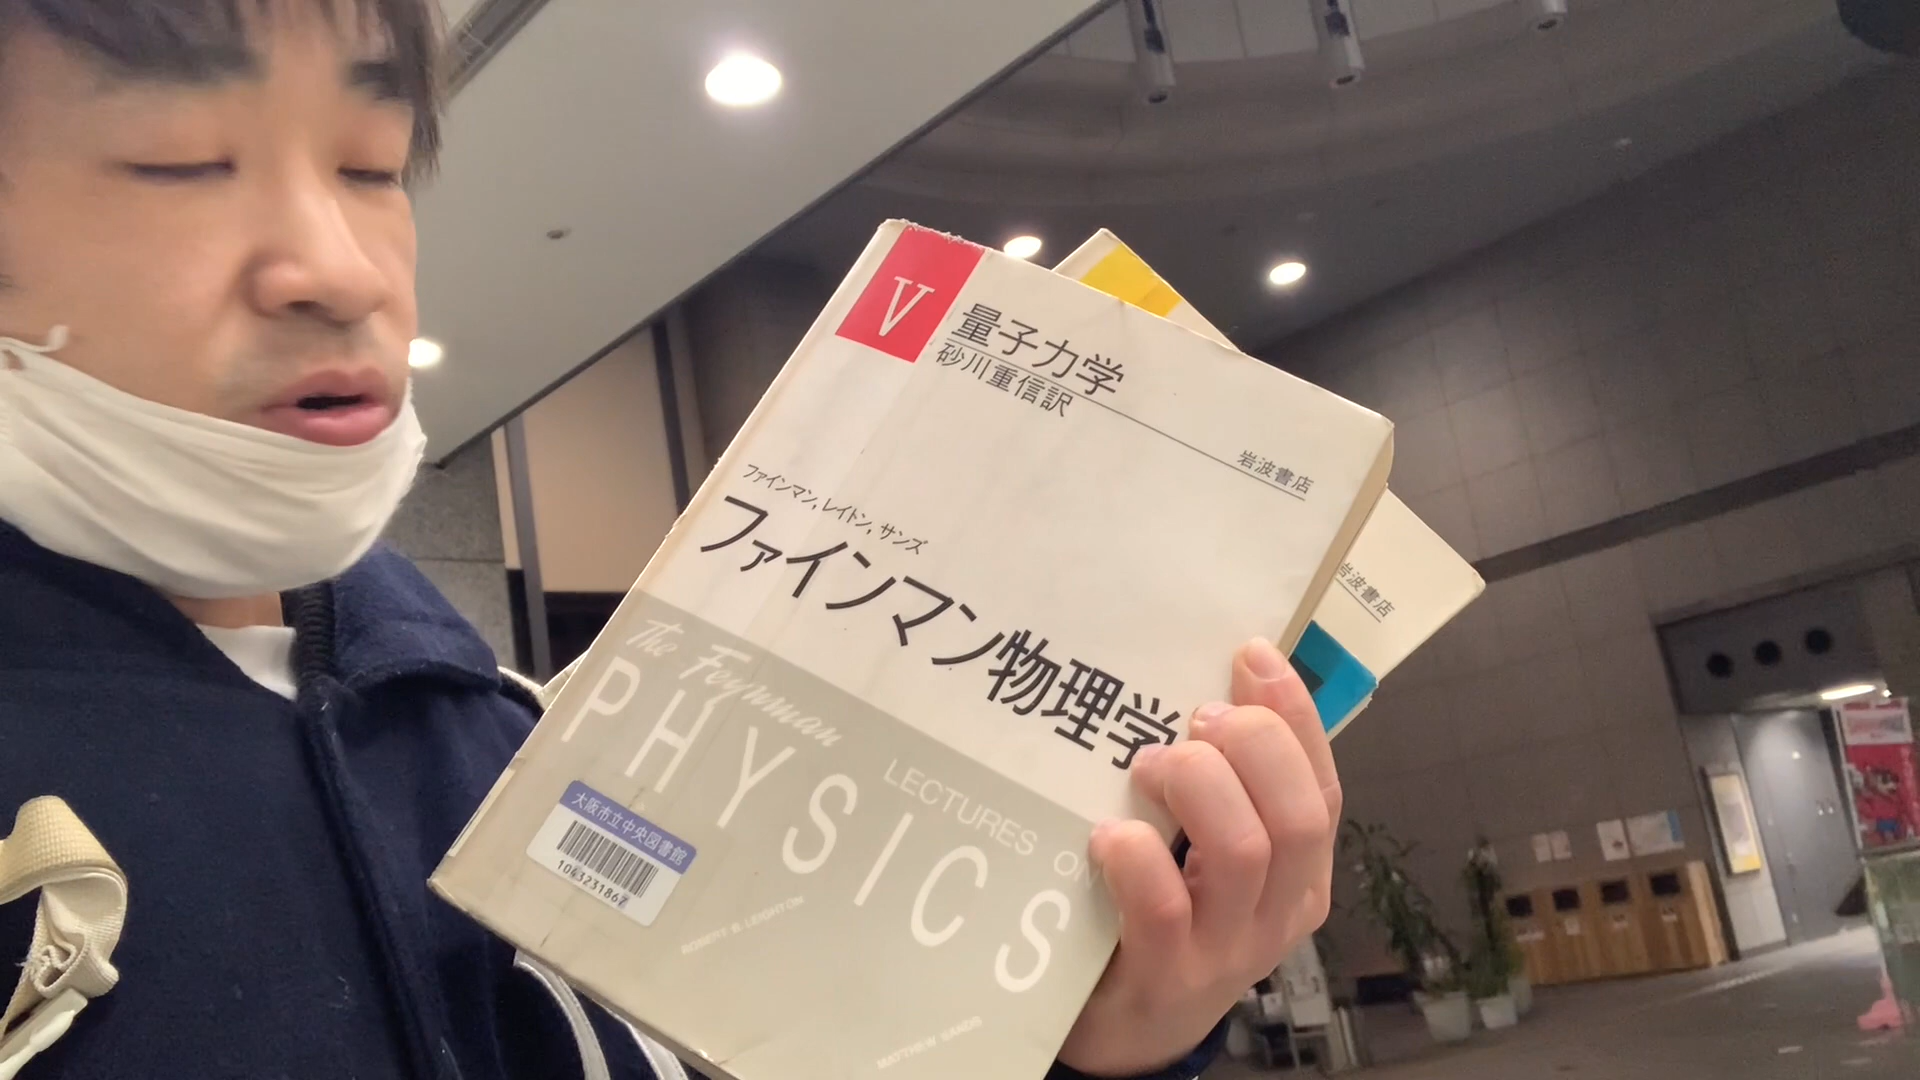 V
量子力学
砂川重信訳
岩波書店
ファインマン, レイトン, サンズ
ファインマン物理学
The Feynman
LECTURES ON
PHYSICS
大阪市立中央図書館
1043231867
ROBERT B. LEIGHTON
MATTHEW SANDS
岩波書店